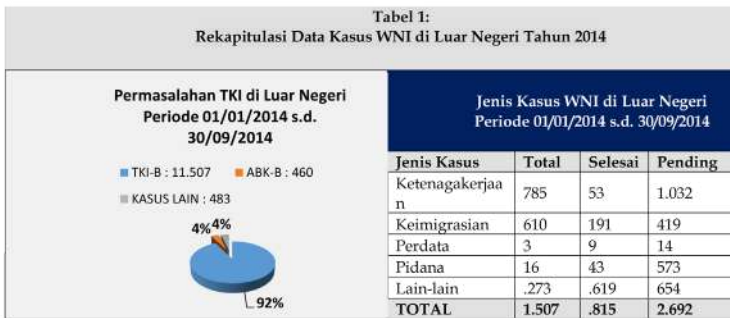 Tabel 1:
Rekapitulasi Data Kasus WNI di Luar Negeri Tahun 2014
Permasalahan TKI di Luar Negeri
Periode 01/01/2014 s.d.
30/09/2014
TKI-B : 11.507 ABK-B : 460
KASUS LAIN : 483
4% 4%
92%
Jenis Kasus WNI di Luar Negeri
Periode 01/01/2014 s.d. 30/09/2014
Jenis Kasus Total Selesai Pending
Ketenagakerjaa
n 785 53 1.032
Keimigrasian 610 191 419
Perdata 3 9 14
Pidana 16 43 573
Lain-lain .273 .619 654
TOTAL 1.507 .815 2.692